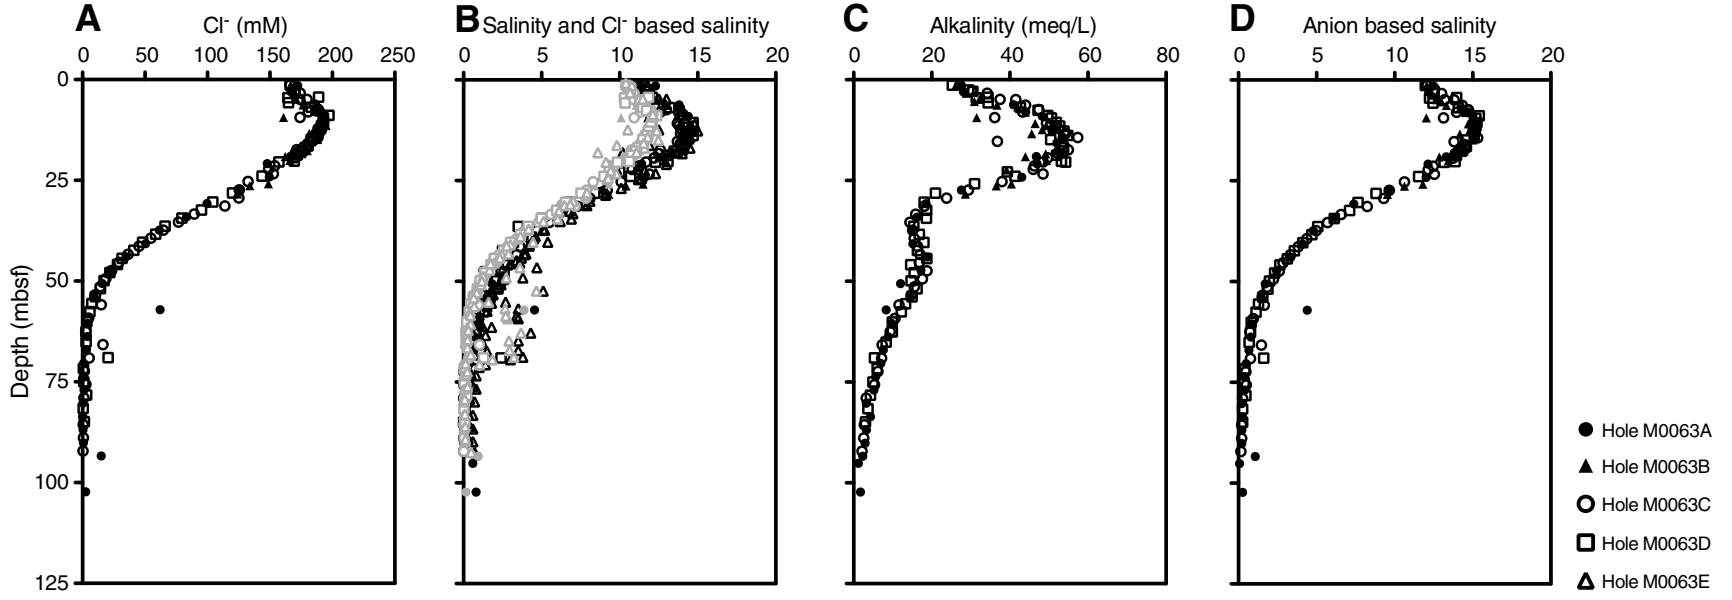 A
Cl⁻ (mM)
0 50 100 150 200 250
B
Salinity and Cl⁻ based salinity
0 5 10 15 20
C
Alkalinity (meq/L)
0 20 40 60 80
D
Anion based salinity
0 5 10 15 20
Depth (mbsf)
0
25
50
75
100
125
Hole M0063A
Hole M0063B
Hole M0063C
Hole M0063D
Hole M0063E